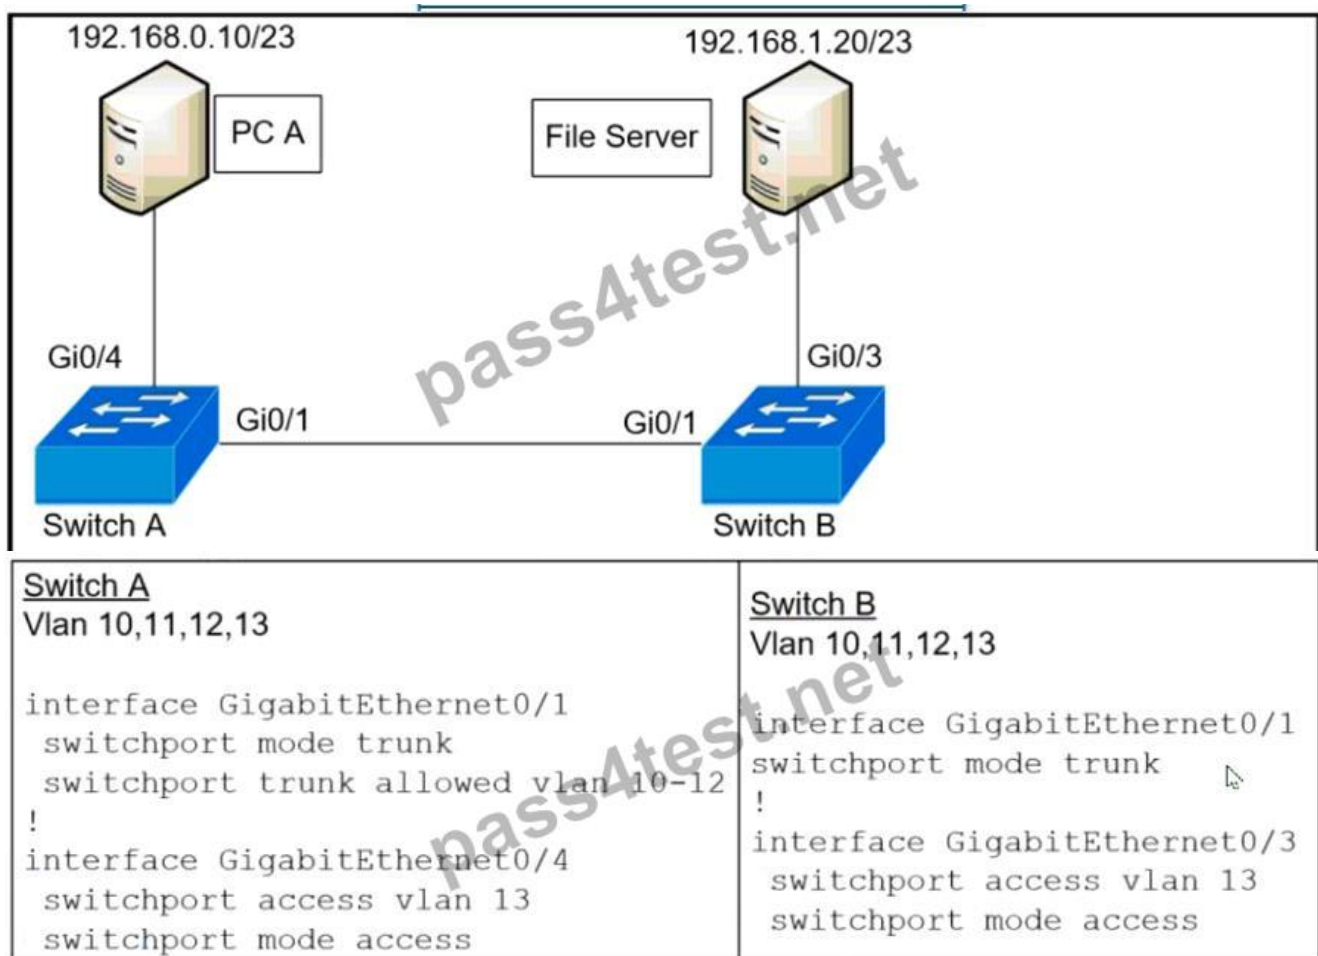 192.168.0.10/23
192.168.1.20/23
PC A
File Server
pass4test.net
Gi0/4
Gi0/3
Gi0/1
Gi0/1
Switch A
Switch B
Switch A
Vlan 10,11,12,13
interface GigabitEthernet0/1
switchport mode trunk
switchport trunk allowed vlan 10-12
!
interface GigabitEthernet0/4
switchport access vlan 13
switchport mode access
Switch B
Vlan 10,11,12,13
interface GigabitEthernet0/1
switchport mode trunk
!
interface GigabitEthernet0/3
switchport access vlan 13
switchport mode access
pass4test.net